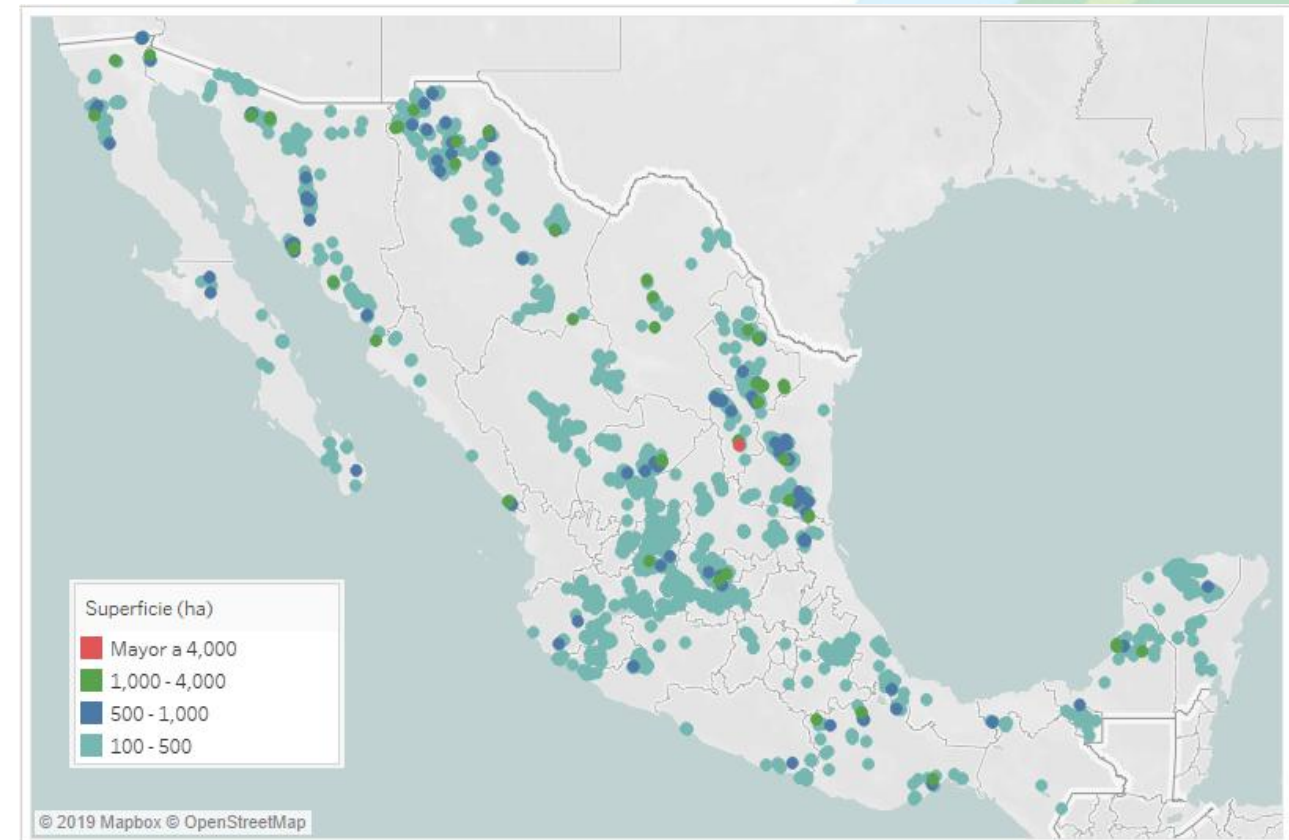 Superficie (ha)
Mayor a 4,000
1,000 - 4,000
500 - 1,000
100 - 500
© 2019 Mapbox © OpenStreetMap